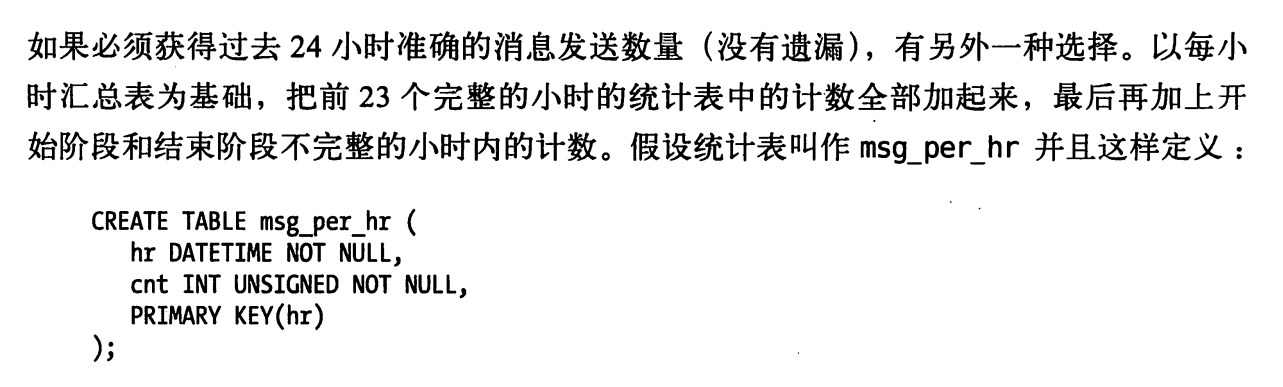 如果必须获得过去 24 小时准确的消息发送数量（没有遗漏），有另外一种选择。以每小
时汇总表为基础，把前 23 个完整的小时的统计表中的计数全部加起来，最后再加上开
始阶段和结束阶段不完整的小时内的计数。假设统计表叫作 msg_per_hr 并且这样定义：
CREATE TABLE msg_per_hr (
hr DATETIME NOT NULL,
cnt INT UNSIGNED NOT NULL,
PRIMARY KEY(hr)
);